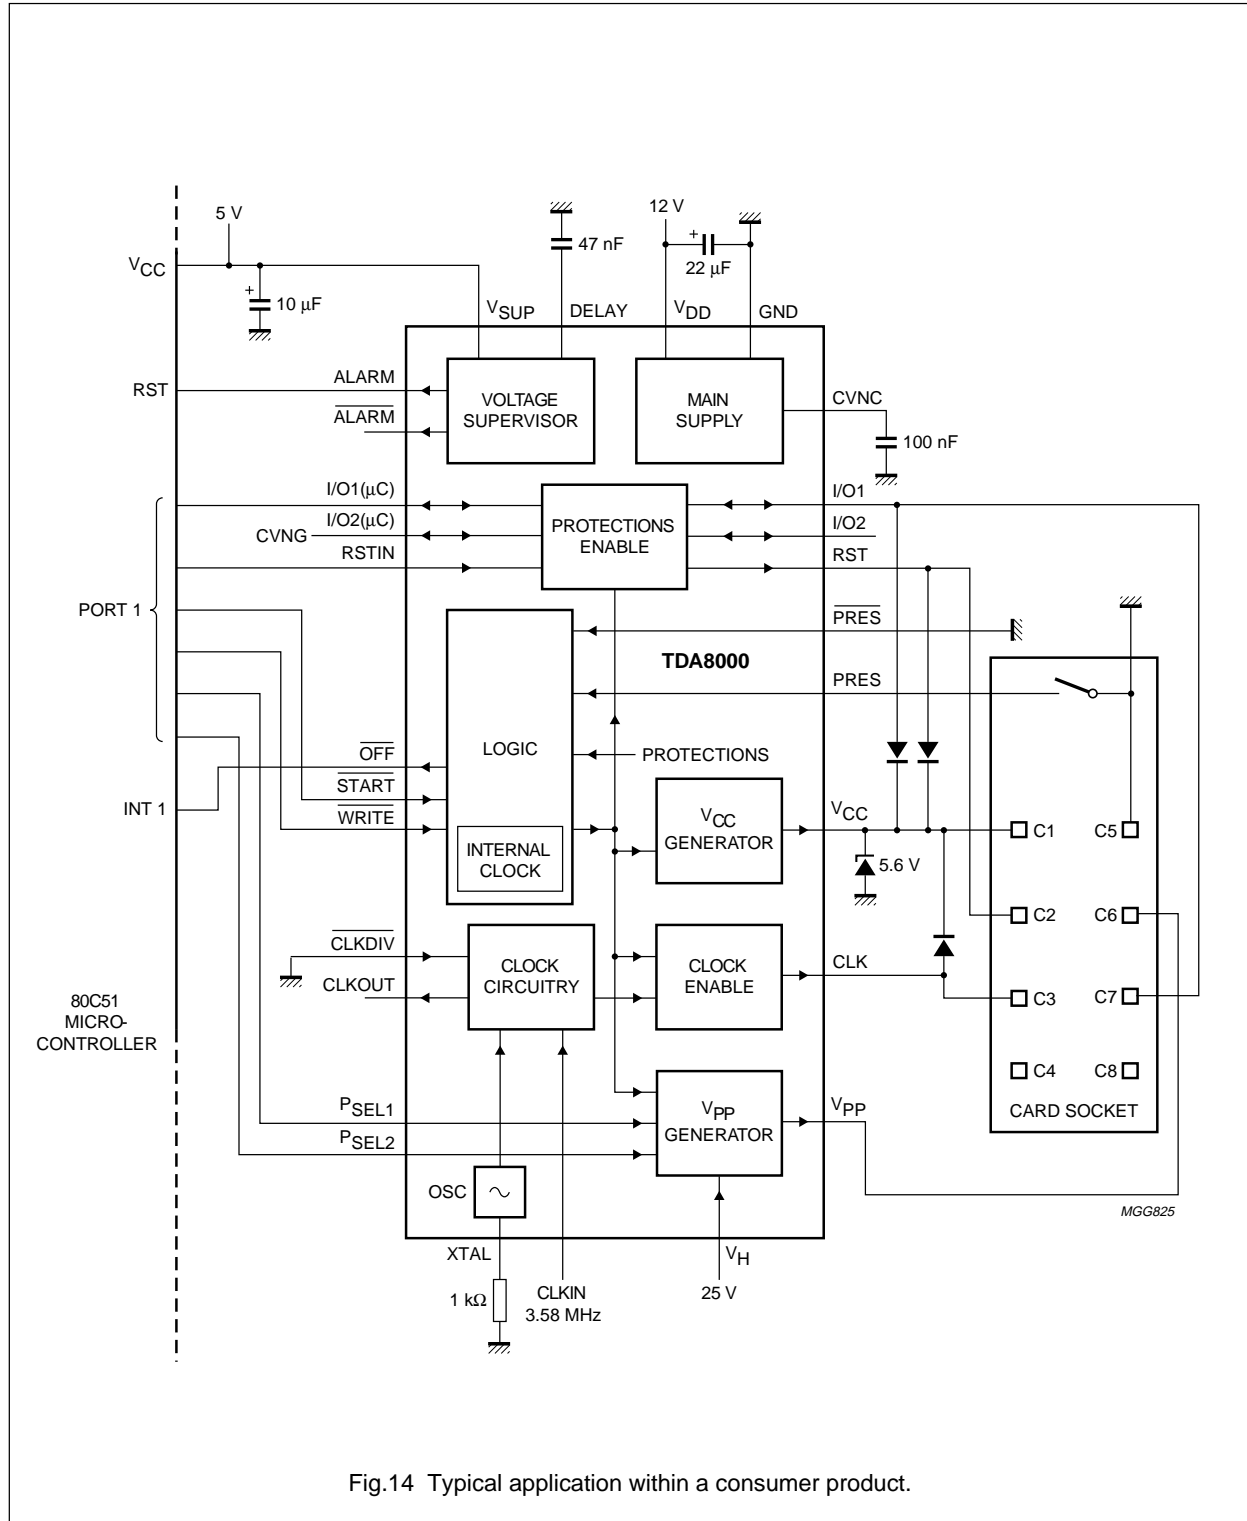 5 V
12 V
47 nF
+
22 μF
VCC
+
10 μF
VSUP
DELAY
VDD
GND
RST
ALARM
ALARM
VOLTAGE
SUPERVISOR
MAIN
SUPPLY
CVNC
100 nF
I/O1(μC)
I/O2(μC)
CVNG
RSTIN
PROTECTIONS
ENABLE
I/O1
I/O2
RST
PORT 1
PRES
TDA8000
PRES
LOGIC
PROTECTIONS
OFF
START
INT 1
WRITE
INTERNAL
CLOCK
VCC
GENERATOR
VCC
5.6 V
C1
C5
C2
C6
CLKDIV
CLKOUT
CLOCK
CIRCUITRY
CLOCK
ENABLE
CLK
C3
C7
80C51
MICRO-
CONTROLLER
C4
C8
CARD SOCKET
PSEL1
PSEL2
VPP
GENERATOR
VPP
OSC
MGG825
XTAL
VH
1 kΩ
CLKIN
3.58 MHz
25 V
Fig.14 Typical application within a consumer product.